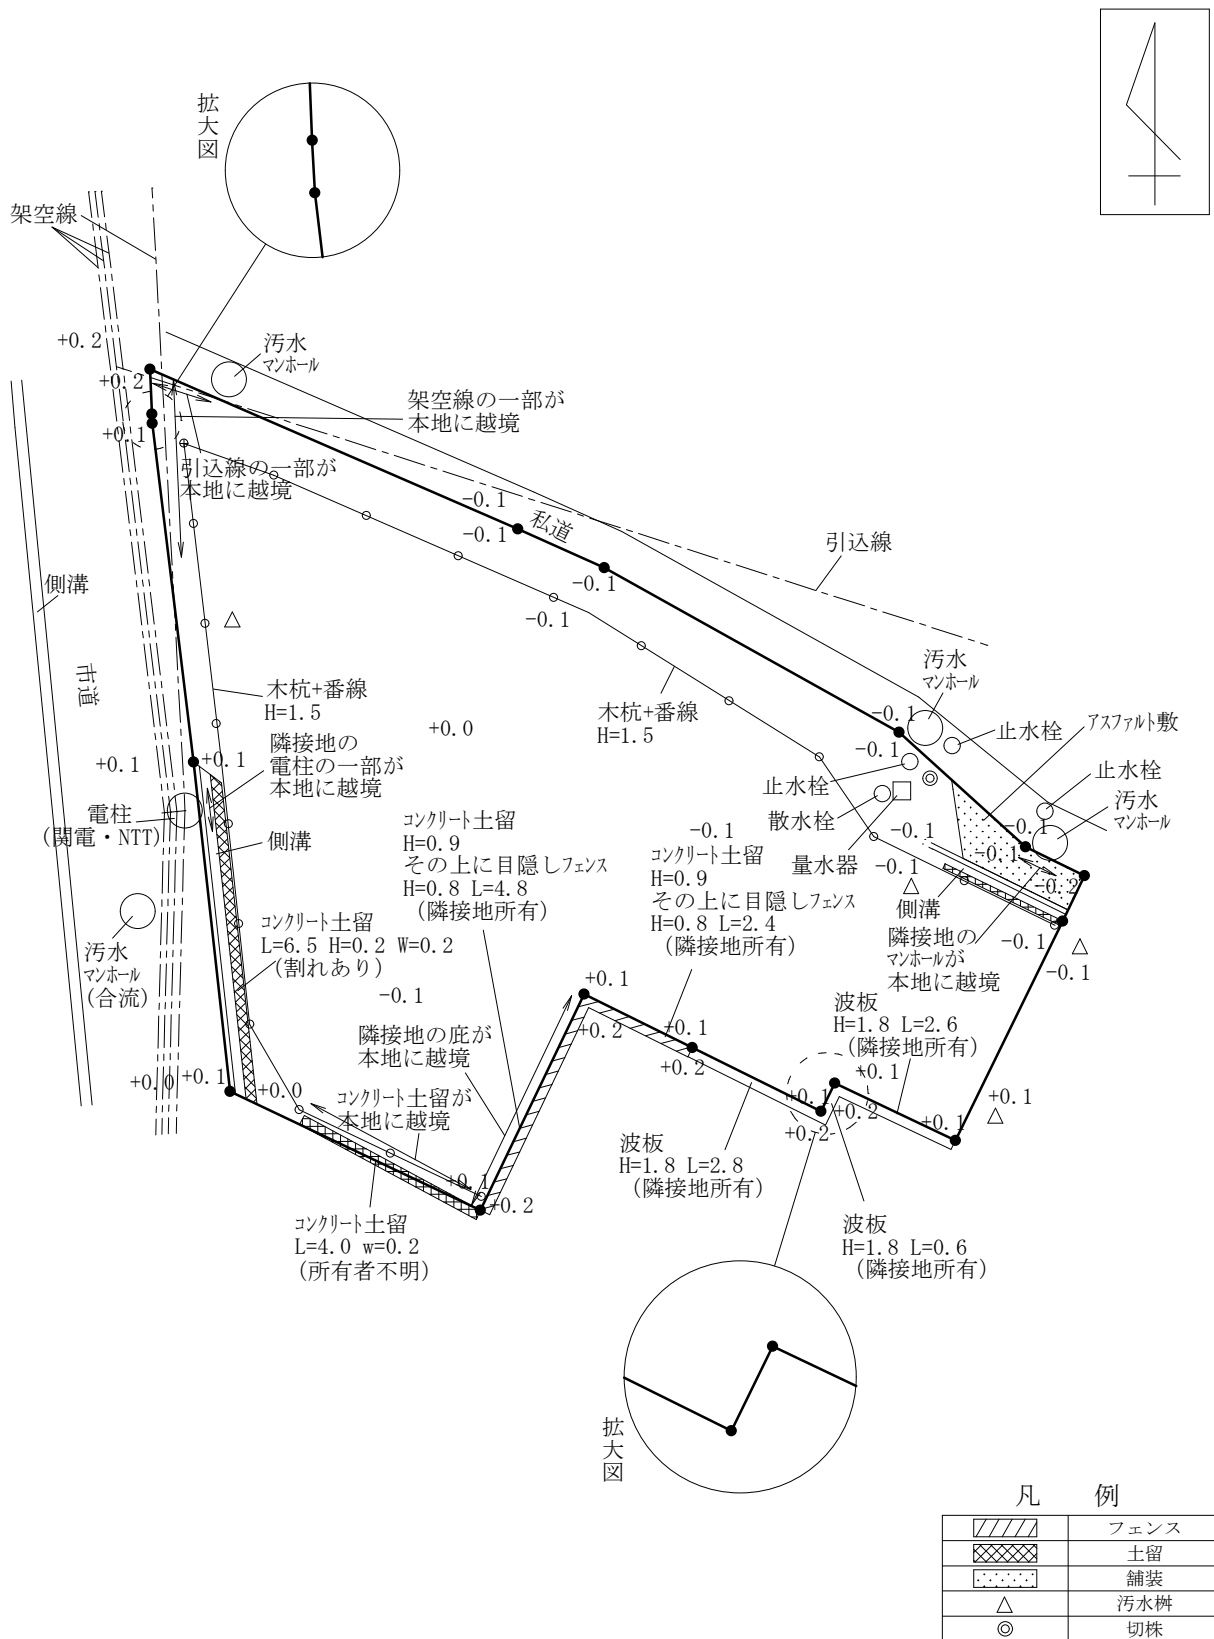 拡大図
架空線
+0.2
汚水
マンホール
+0.2
架空線の一部が
本地に越境
+0.1
引込線の一部が
本地に越境
-0.1
-0.1
私道
引込線
-0.1
-0.1
側溝
市道
木杭+番線
H=1.5
木杭+番線
H=1.5
+0.0
汚水
マンホール
-0.1
-0.1
止水栓
アスファルト敷
隣接地の
電柱の一部が
本地に越境
+0.1
+0.1
止水栓
止水栓
散水栓
量水器
汚水
マンホール
電柱
(関電・NTT)
側溝
コンクリート土留
H=0.9
その上に目隠しフェンス
H=0.8 L=4.8
(隣接地所有)
-0.1
コンクリート土留
H=0.9
その上に目隠しフェンス
H=0.8 L=2.4
(隣接地所有)
-0.1
-0.1
-0.1
-0.1
-0.2
側溝
隣接地の
マンホールが
本地に越境
-0.1
-0.1
汚水
マンホール
(合流)
コンクリート土留
L=6.5 H=0.2 W=0.2
(割れあり)
-0.1
+0.1
隣接地の庇が
本地に越境
+0.2
+0.1
+0.2
波板
H=1.8 L=2.6
(隣接地所有)
+0.1
+0.0
+0.1
+0.0
コンクリート土留が
本地に越境
+0.1
+0.2
+0.2
+0.1
+0.1
+0.1
+0.2
波板
H=1.8 L=2.8
(隣接地所有)
コンクリート土留
L=4.0 w=0.2
(所有者不明)
波板
H=1.8 L=0.6
(隣接地所有)
拡大図
凡 例
フェンス
土留
舗装
汚水桝
切株